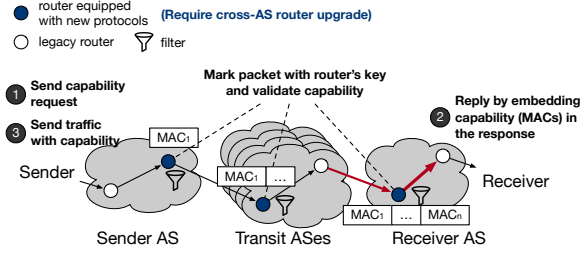 router equipped
with new protocols
(Require cross-AS router upgrade)
legacy router
filter
Mark packet with router's key
and validate capability
1 Send capability
request
2 Reply by embedding
capability (MACs) in
the response
3 Send traffic
with capability
MAC1
Sender
MAC1 ...
Receiver
MAC1 ... MACn
Sender AS
Transit ASes
Receiver AS